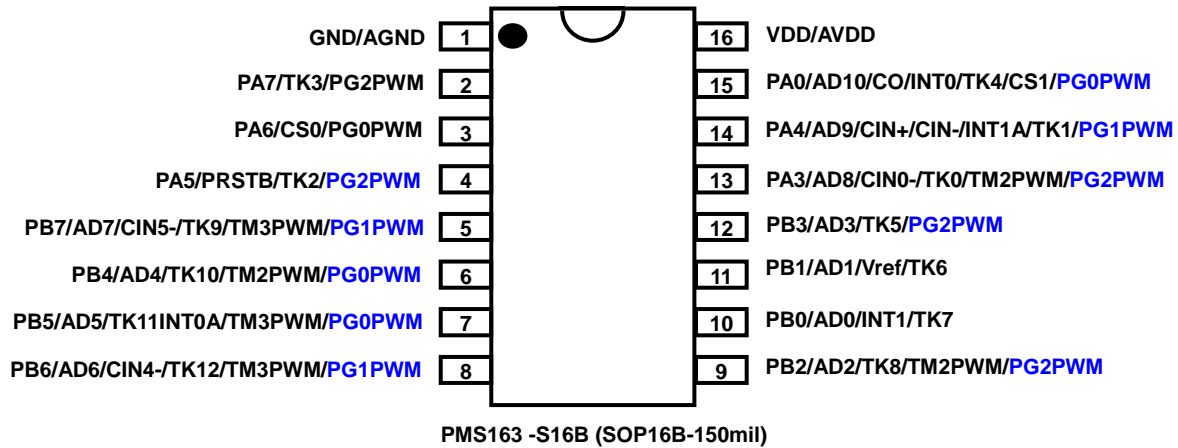 GND/AGND 1 16 VDD/AVDD
PA7/TK3/PG2PWM 2 15 PA0/AD10/CO/INT0/TK4/CS1/PG0PWM
PA6/CS0/PG0PWM 3 14 PA4/AD9/CIN+/CIN-/INT1A/TK1/PG1PWM
PA5/PRSTB/TK2/PG2PWM 4 13 PA3/AD8/CIN0-/TK0/TM2PWM/PG2PWM
PB7/AD7/CIN5-/TK9/TM3PWM/PG1PWM 5 12 PB3/AD3/TK5/PG2PWM
PB4/AD4/TK10/TM2PWM/PG0PWM 6 11 PB1/AD1/Vref/TK6
PB5/AD5/TK11INT0A/TM3PWM/PG0PWM 7 10 PB0/AD0/INT1/TK7
PB6/AD6/CIN4-/TK12/TM3PWM/PG1PWM 8 9 PB2/AD2/TK8/TM2PWM/PG2PWM
PMS163 -S16B (SOP16B-150mil)